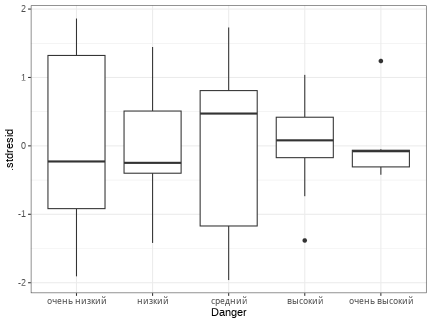 2
1
0
-1
-2
.stdresid
очень низкий низкий средний высокий очень высокий
Danger